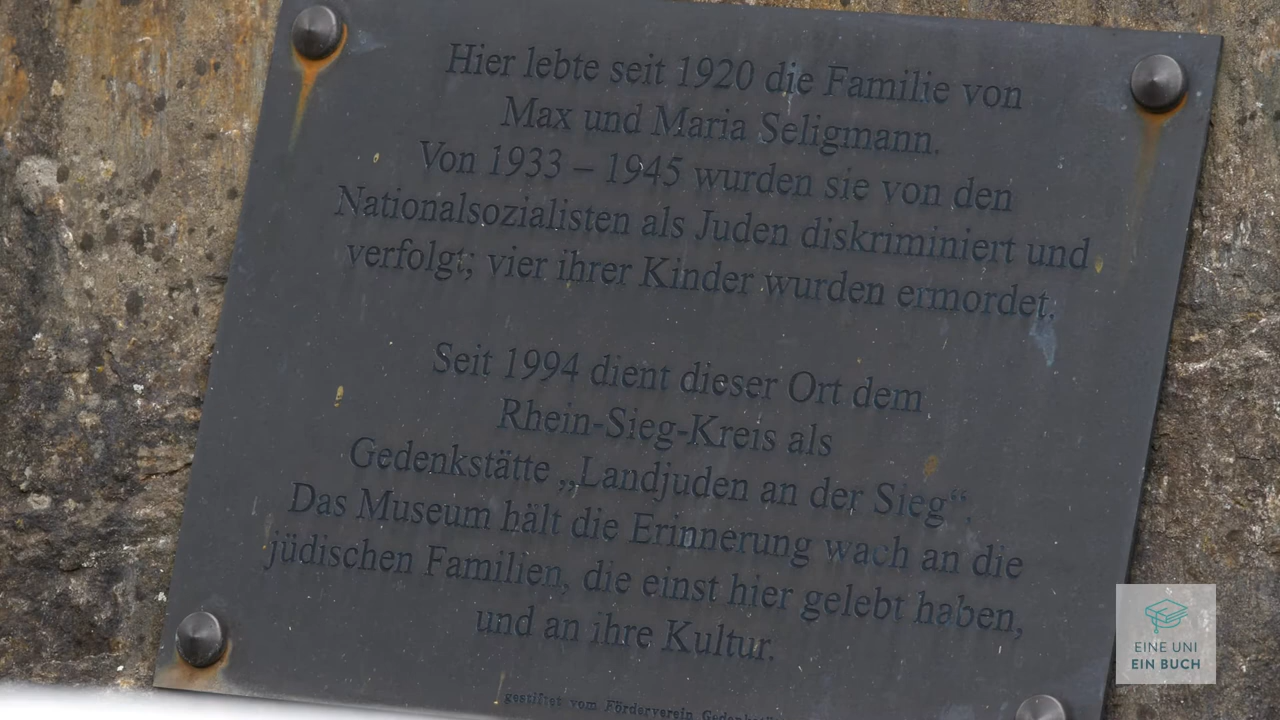 Hier lebte seit 1920 die Familie von
Max und Maria Seligmann.
Von 1933 – 1945 wurden sie von den
Nationalsozialisten als Juden diskriminiert und
verfolgt; vier ihrer Kinder wurden ermordet.
Seit 1994 dient dieser Ort dem
Rhein-Sieg-Kreis als
Gedenkstätte „Landjuden an der Sieg“.
Das Museum hält die Erinnerung wach an die
jüdischen Familien, die einst hier gelebt haben,
und an ihre Kultur.
gestiftet vom Förderverein
EINE UNI
EIN BUCH